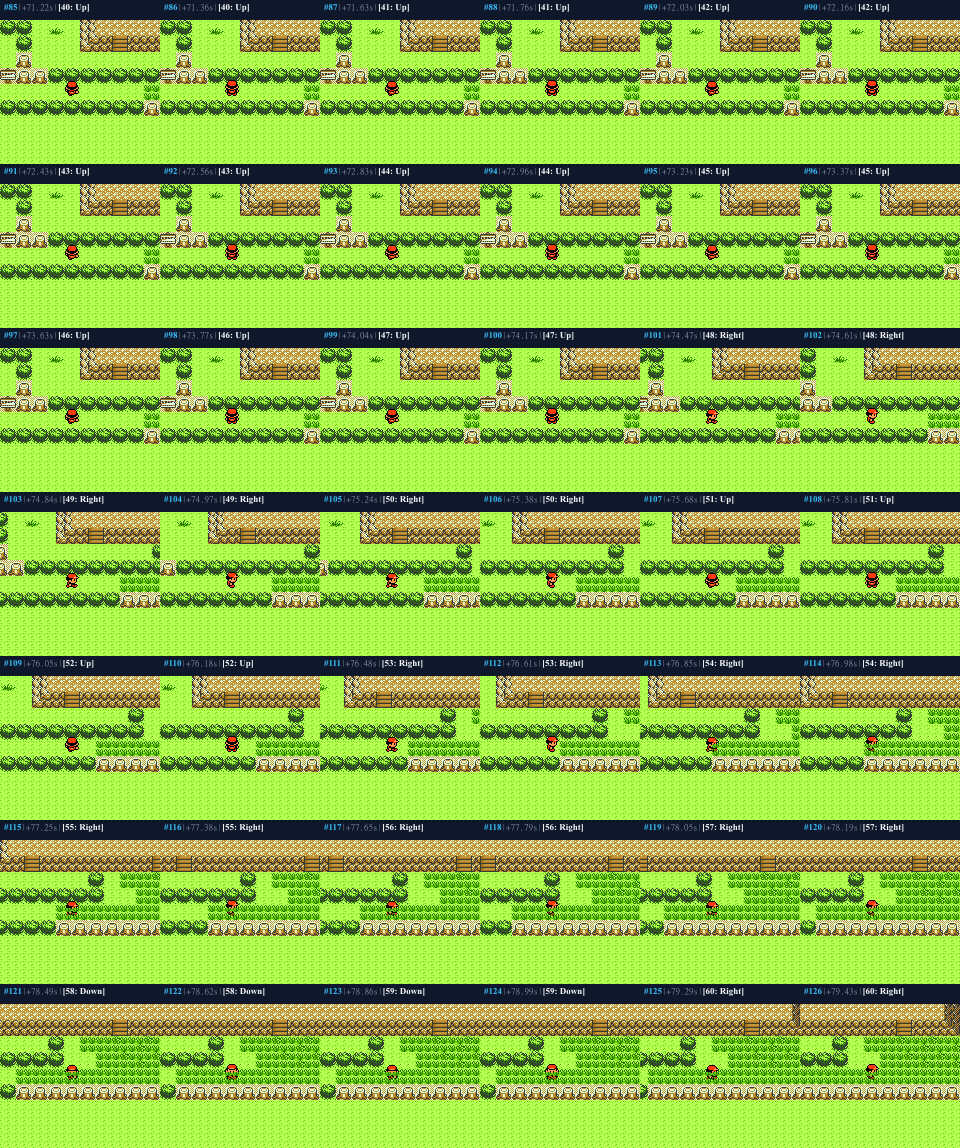 #85|+71.22s|[40: Up] #86|+71.36s|[40: Up] #87|+71.63s|[41: Up] #88|+71.76s|[41: Up] #89|+72.03s|[42: Up] #90|+72.16s|[42: Up]
#91|+72.43s|[43: Up] #92|+72.56s|[43: Up] #93|+72.83s|[44: Up] #94|+72.96s|[44: Up] #95|+73.23s|[45: Up] #96|+73.37s|[45: Up]
#97|+73.63s|[46: Up] #98|+73.77s|[46: Up] #99|+74.04s|[47: Up] #100|+74.17s|[47: Up] #101|+74.47s|[48: Right] #102|+74.61s|[48: Right]
#103|+74.84s|[49: Right] #104|+74.97s|[49: Right] #105|+75.24s|[50: Right] #106|+75.38s|[50: Right] #107|+75.68s|[51: Up] #108|+75.81s|[51: Up]
#109|+76.05s|[52: Up] #110|+76.18s|[52: Up] #111|+76.48s|[53: Right] #112|+76.61s|[53: Right] #113|+76.85s|[54: Right] #114|+76.98s|[54: Right]
#115|+77.25s|[55: Right] #116|+77.38s|[55: Right] #117|+77.65s|[56: Right] #118|+77.79s|[56: Right] #119|+78.05s|[57: Right] #120|+78.19s|[57: Right]
#121|+78.49s|[58: Down] #122|+78.62s|[58: Down] #123|+78.86s|[59: Down] #124|+78.99s|[59: Down] #125|+79.29s|[60: Right] #126|+79.43s|[60: Right]